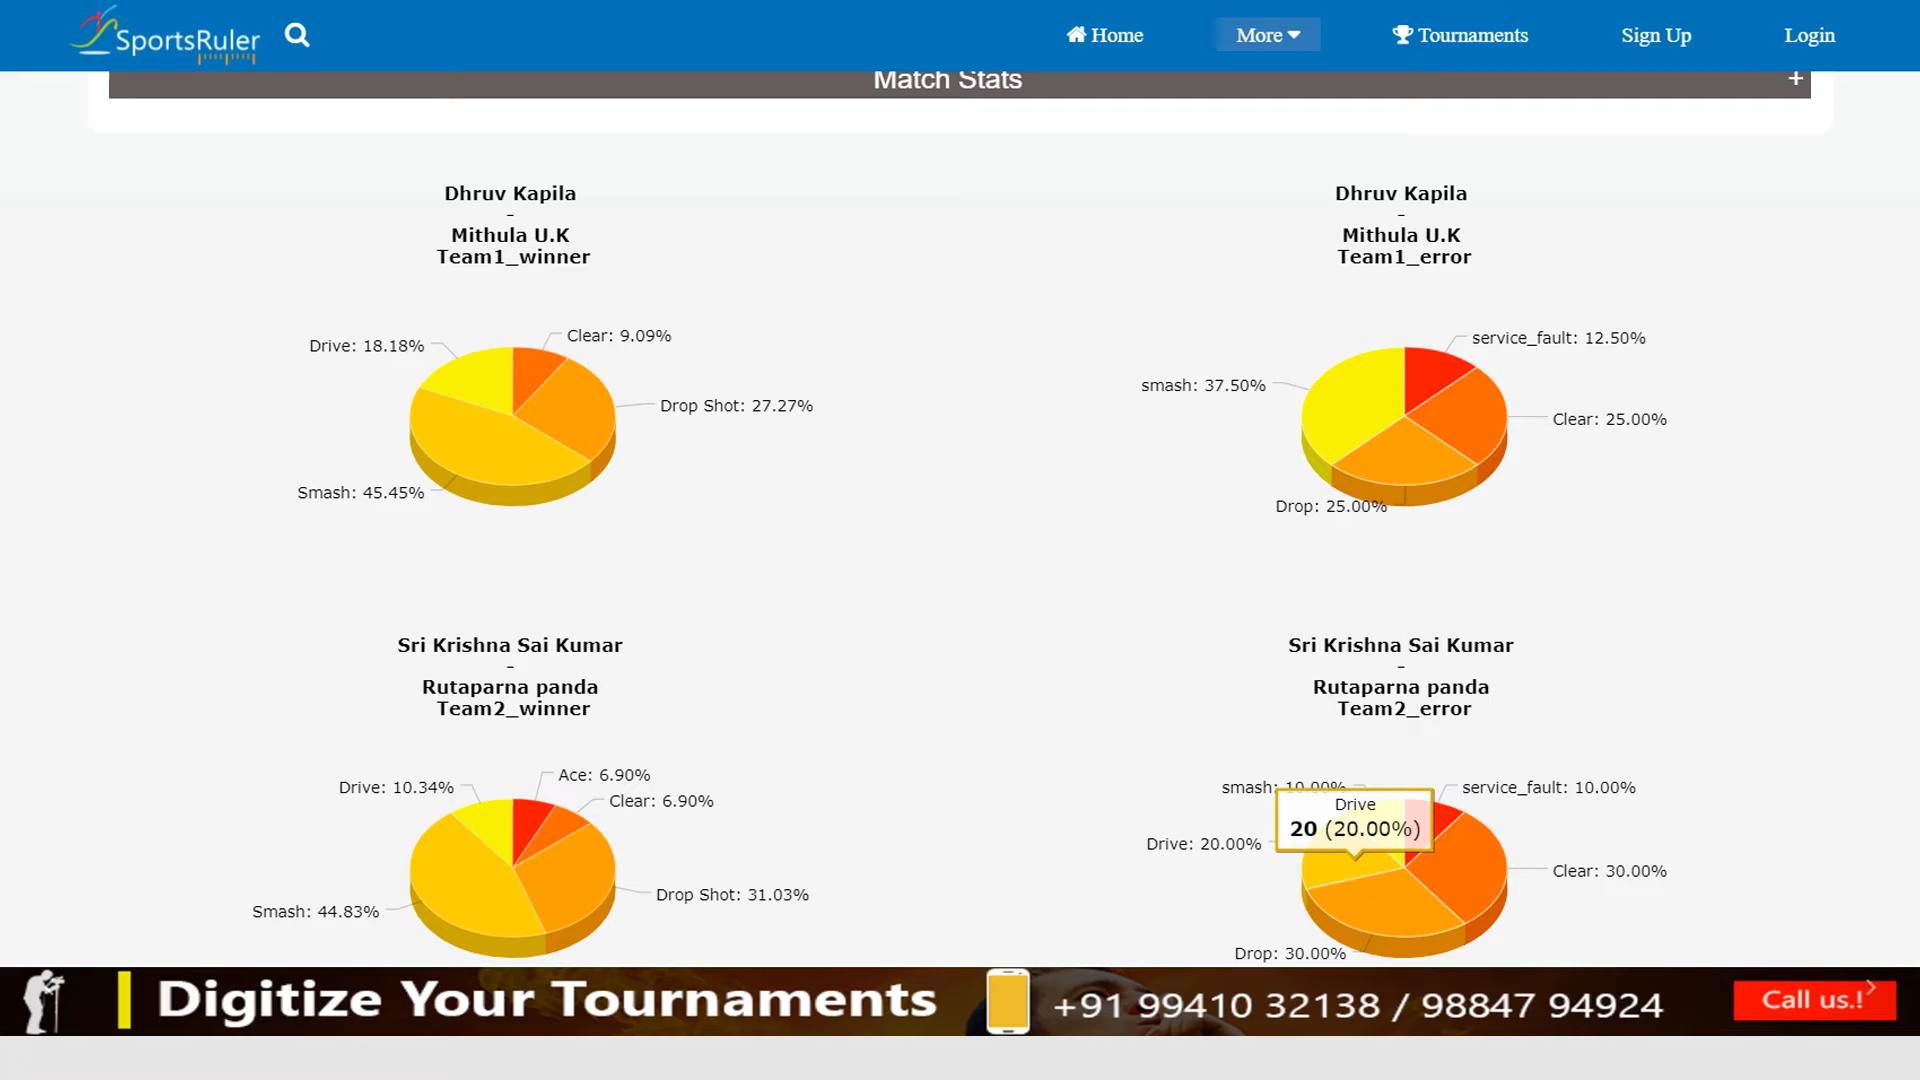 SportsRuler
Home
More
Tournaments
Sign Up
Login
Match Stats
+
Dhruv Kapila
-
Mithula U.K
Team1_winner
Clear: 9.09%
Drive: 18.18%
Drop Shot: 27.27%
Smash: 45.45%
Dhruv Kapila
-
Mithula U.K
Team1_error
service_fault: 12.50%
smash: 37.50%
Clear: 25.00%
Drop: 25.00%
Sri Krishna Sai Kumar
-
Rutaparna panda
Team2_winner
Ace: 6.90%
Drive: 10.34%
Clear: 6.90%
Drop Shot: 31.03%
Smash: 44.83%
Sri Krishna Sai Kumar
-
Rutaparna panda
Team2_error
smash: 10.00%
service_fault: 10.00%
Drive
20 (20.00%)
Drive: 20.00%
Clear: 30.00%
Drop: 30.00%
Digitize Your Tournaments
+91 99410 32138 / 98847 94924
Call us.!